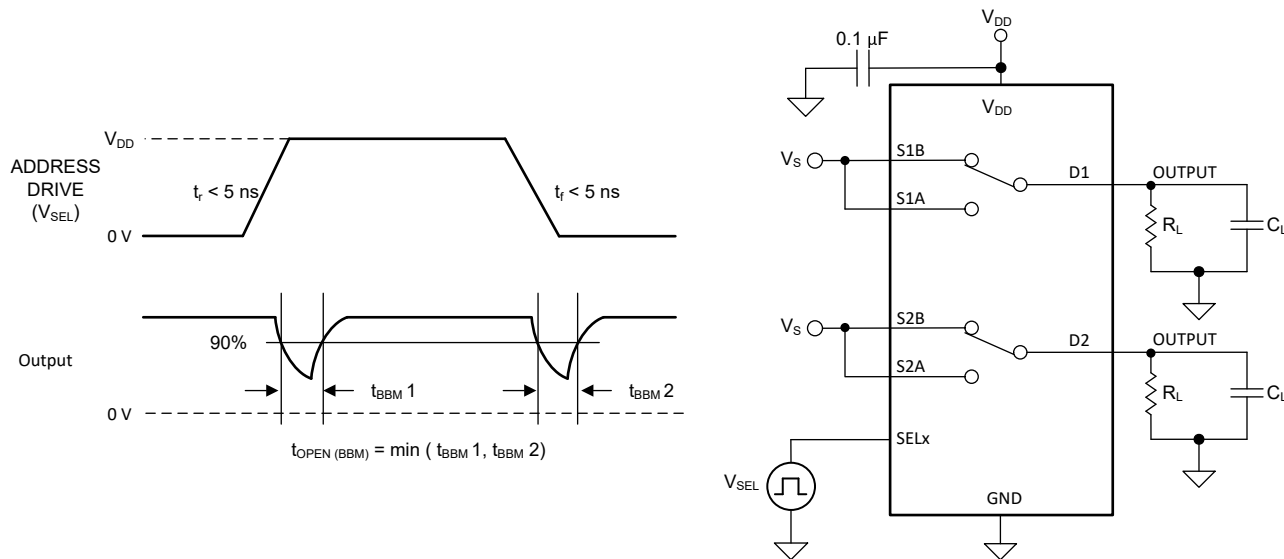 V_DD
ADDRESS
DRIVE
(V_SEL)
t_r < 5 ns
t_f < 5 ns
0 V
Output
90%
t_BBM 1
t_BBM 2
0 V
t_OPEN (BBM) = min ( t_BBM 1, t_BBM 2)
V_DD
0.1 µF
V_DD
V_S
S1B
S1A
D1
OUTPUT
R_L
C_L
V_S
S2B
S2A
D2
OUTPUT
R_L
C_L
SELx
V_SEL
GND